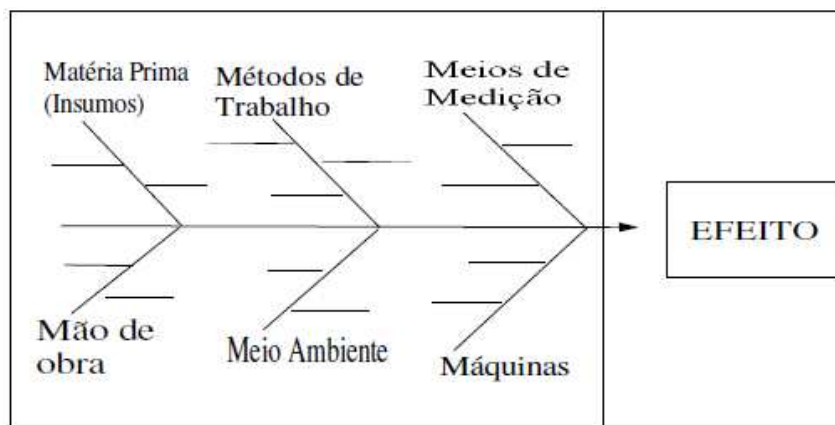 Matéria Prima
(Insumos)
Métodos de
Trabalho
Meios de
Medição
EFEITO
Mão de
obra
Meio Ambiente
Máquinas